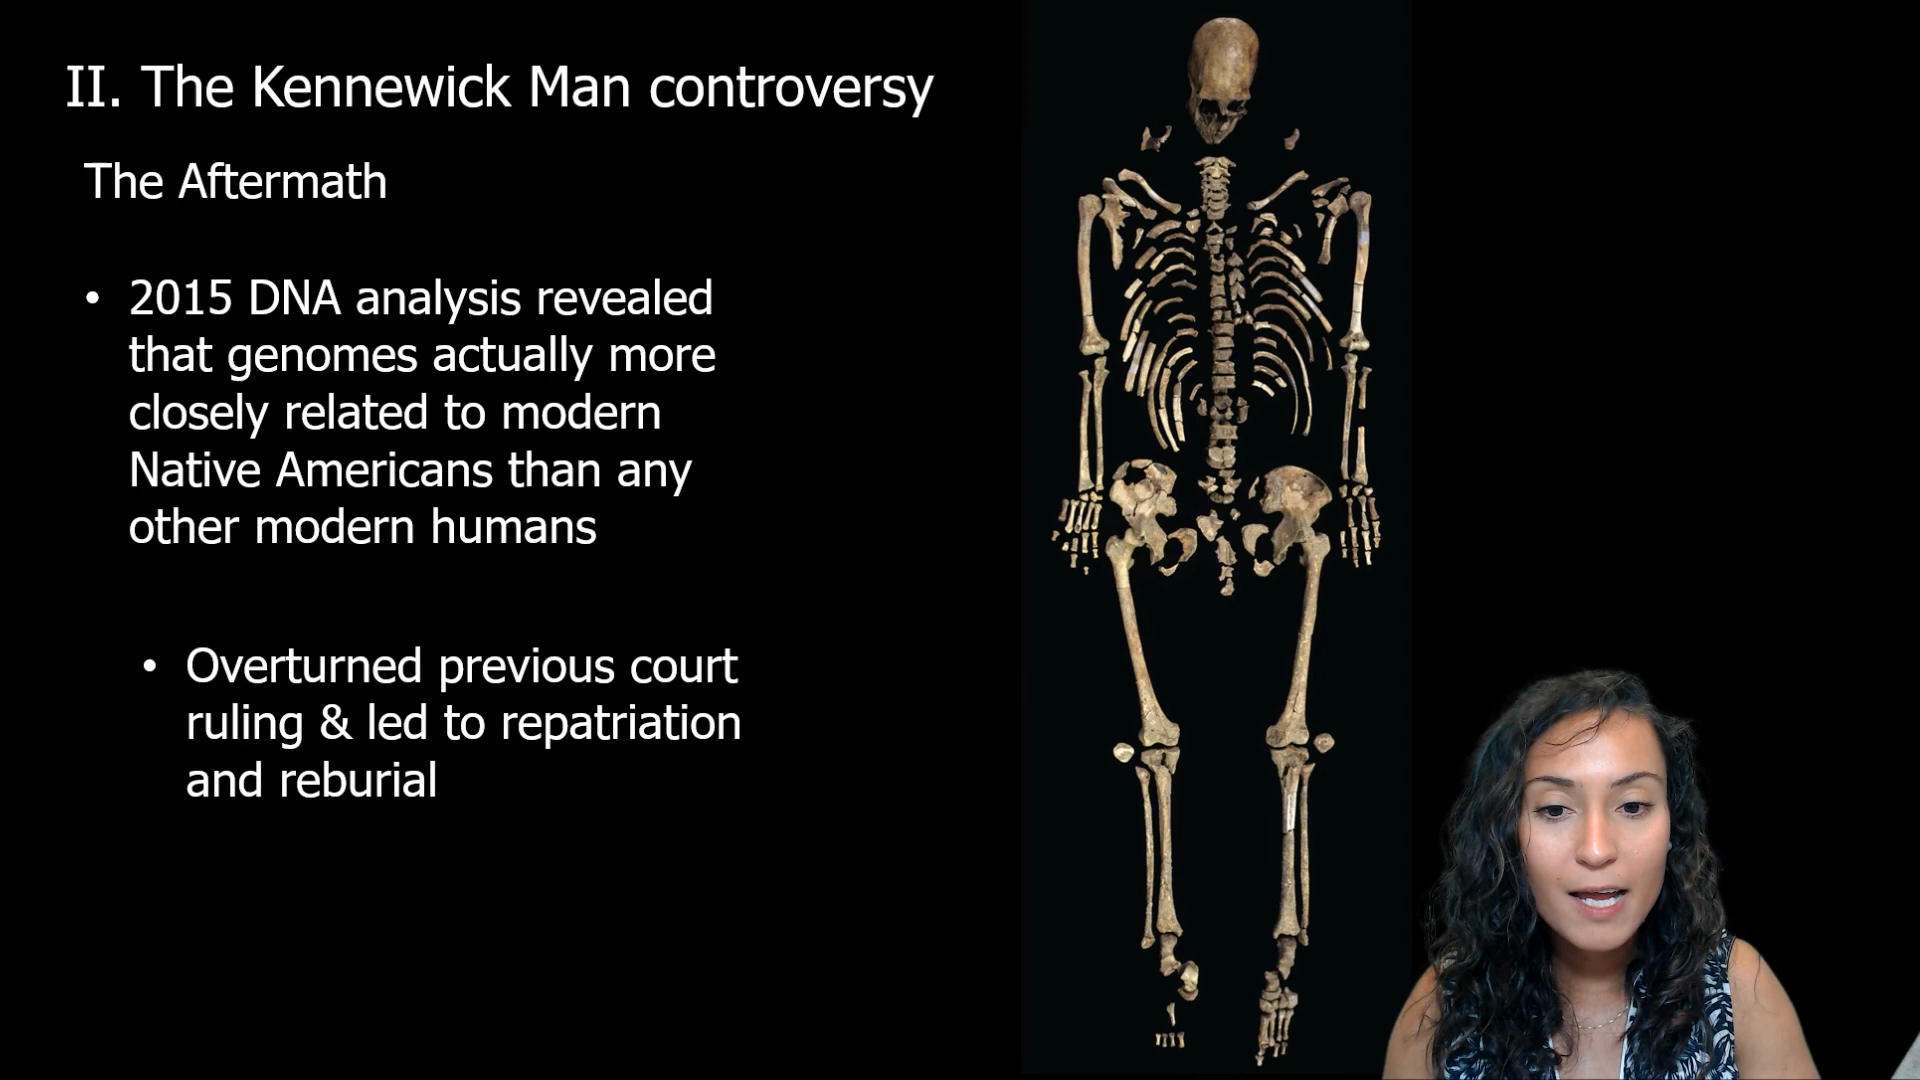 II. The Kennewick Man controversy
The Aftermath
• 2015 DNA analysis revealed
that genomes actually more
closely related to modern
Native Americans than any
other modern humans
• Overturned previous court
ruling & led to repatriation
and reburial